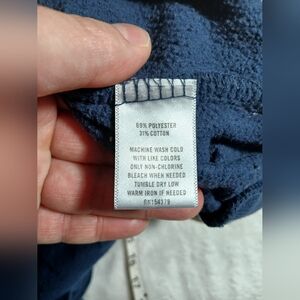 69% POLYESTER
31% COTTON
MACHINE WASH COLD
WITH LIKE COLORS
ONLY NON-CHLORINE
BLEACH WHEN NEEDED
TUMBLE DRY LOW
WARM IRON IF NEEDED
RN154379